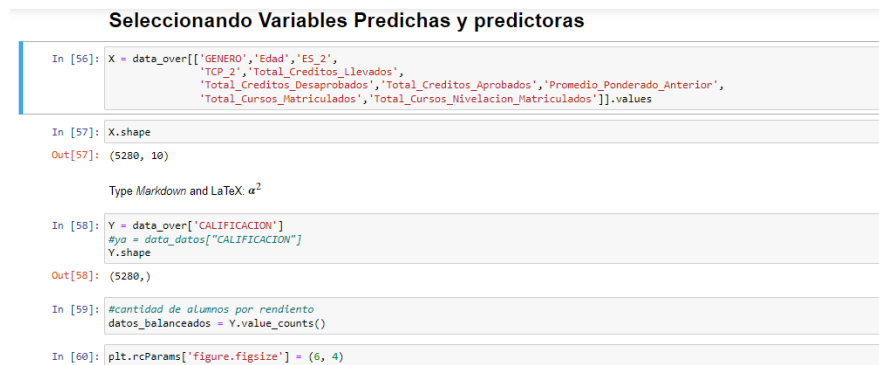 Seleccionando Variables Predichas y predictoras
In [56]: X = data_over[['GENERO','Edad','ES_2',
'TCP_2','Total_Creditos_Llevados',
'Total_Creditos_Desaprobados','Total_Creditos_Aprobados','Promedio_Ponderado_Anterior',
'Total_Cursos_Matriculados','Total_Cursos_Nivelacion_Matriculados']].values
In [57]: X.shape
Out[57]: (5280, 10)
Type Markdown and LaTeX: α²
In [58]: Y = data_over['CALIFICACION']
#ya = data_datos["CALIFICACION"]
Y.shape
Out[58]: (5280,)
In [59]: #cantidad de alumnos por rendiento
datos_balanceados = Y.value_counts()
In [60]: plt.rcParams['figure.figsize'] = (6, 4)